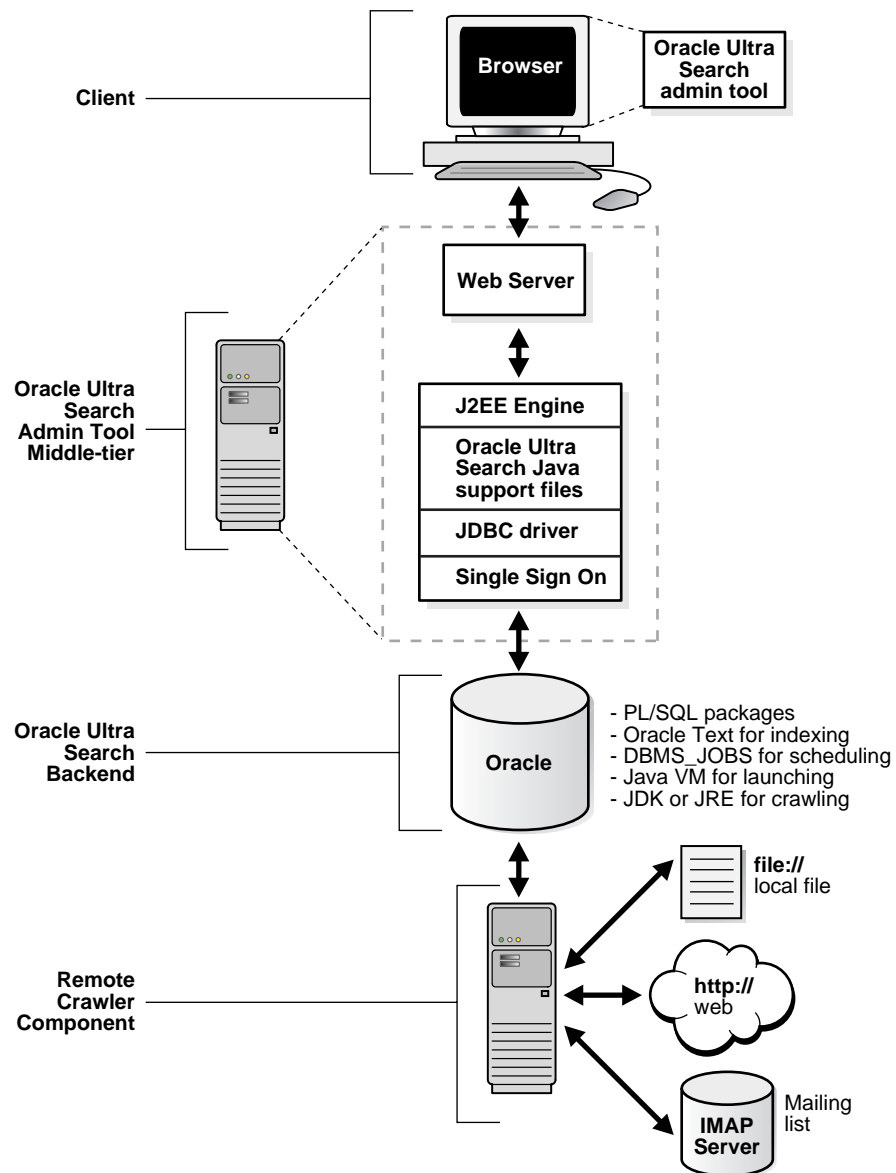 Client
Browser
Oracle Ultra
Search
admin tool
Web Server
Oracle Ultra
Search
Admin Tool
Middle-tier
J2EE Engine
Oracle Ultra
Search Java
support files
JDBC driver
Single Sign On
Oracle Ultra
Search
Backend
Oracle
- PL/SQL packages
- Oracle Text for indexing
- DBMS_JOBS for scheduling
- Java VM for launching
- JDK or JRE for crawling
Remote
Crawler
Component
file://
local file
http://
web
IMAP
Server
Mailing
list